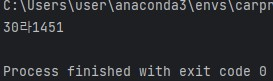 C:\Users\user\anaconda3\envs\carpr
30라1451
Process finished with exit code 0